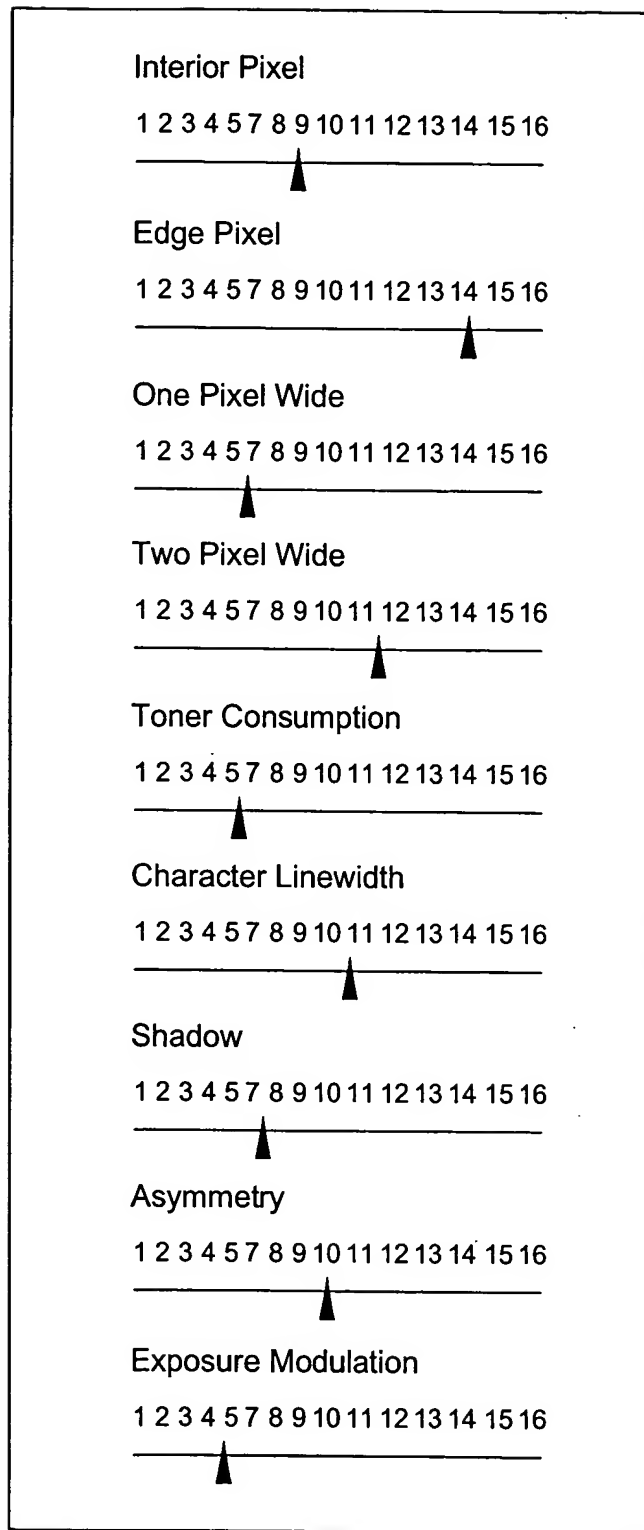 Interior Pixel
1 2 3 4 5 7 8 9 10 11 12 13 14 15 16
Edge Pixel
1 2 3 4 5 7 8 9 10 11 12 13 14 15 16
One Pixel Wide
1 2 3 4 5 7 8 9 10 11 12 13 14 15 16
Two Pixel Wide
1 2 3 4 5 7 8 9 10 11 12 13 14 15 16
Toner Consumption
1 2 3 4 5 7 8 9 10 11 12 13 14 15 16
Character Linewidth
1 2 3 4 5 7 8 9 10 11 12 13 14 15 16
Shadow
1 2 3 4 5 7 8 9 10 11 12 13 14 15 16
Asymmetry
1 2 3 4 5 7 8 9 10 11 12 13 14 15 16
Exposure Modulation
1 2 3 4 5 7 8 9 10 11 12 13 14 15 16